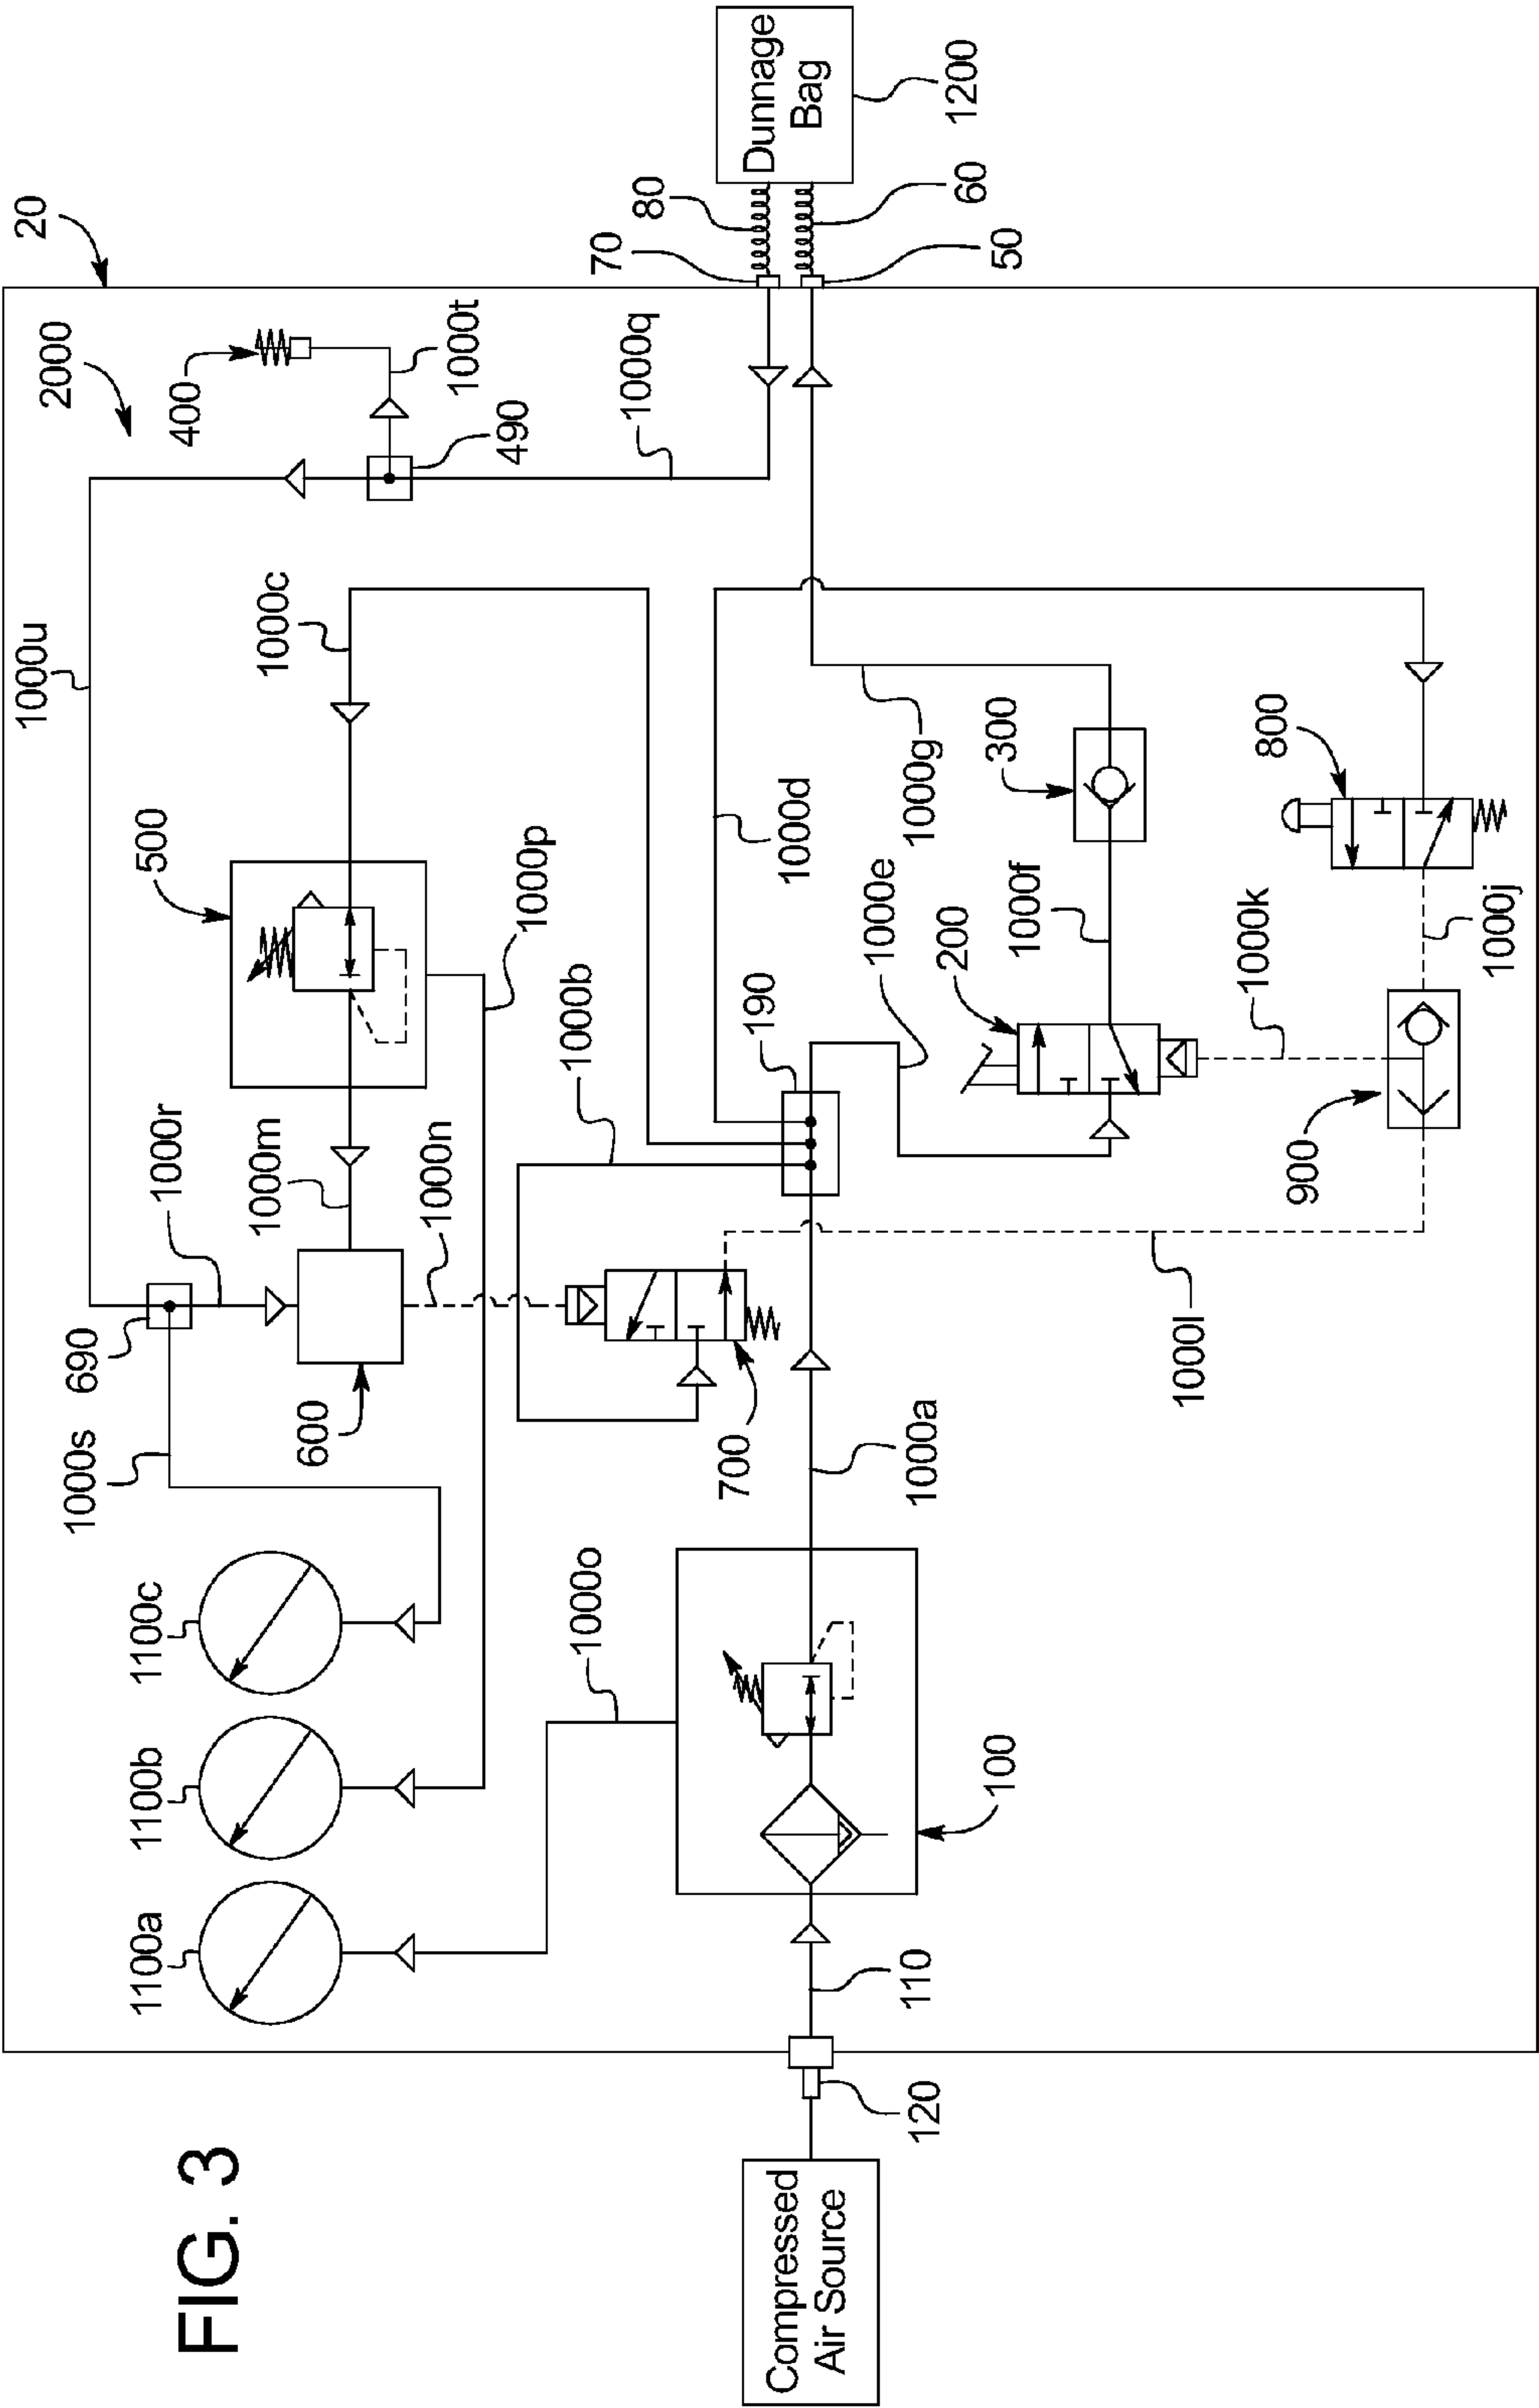 FIG. 3
Compressed
Air Source
120
110
100
1100a
1100b
1100c
1000o
1000s
690
600
1000r
1000m
1000n
700
1000a
1000l
500
1000p
1000b
190
1000e
200
1000f
1000k
900
1000j
800
300
1000g
1000d
1000c
1000u
2000
400
490
1000t
1000q
20
70
80
50
60
Dunnage
Bag
1200